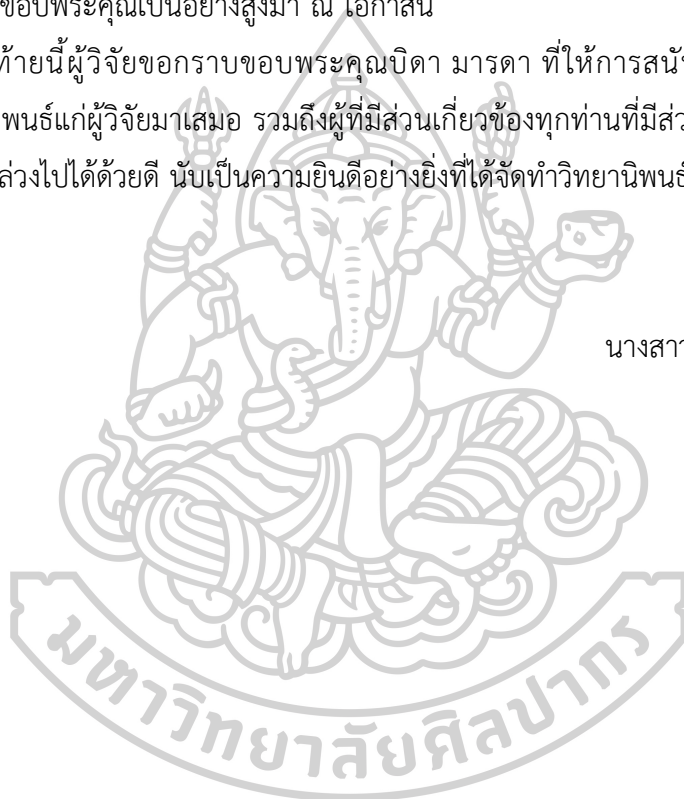 ขอบพระคุณเป็นอย่างสูงมา ณ โอกาสนี้
ท้ายนี้ผู้วิจัยขอกราบขอบพระคุณบิดา มารดา ที่ให้การสนับ
พนธ์แก่ผู้วิจัยมาเสมอ รวมถึงผู้ที่มีส่วนเกี่ยวข้องทุกท่านที่มีส่ว
ล่วงไปได้ด้วยดี นับเป็นความยินดีอย่างยิ่งที่ได้จัดทำวิทยานิพนธ์
นางสาว
มหาวิทยาลัยศิลปากร